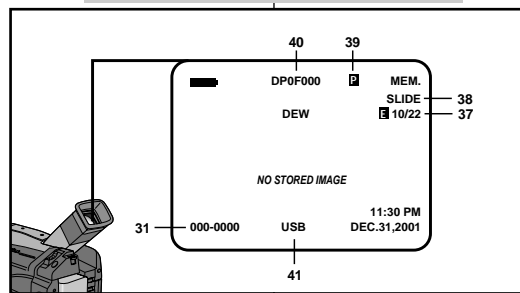 40 39
DP0F000 P MEM.
SLIDE 38
DEW E 10/22 37
NO STORED IMAGE
11:30 PM
31 000-0000 USB DEC.31,2001
41